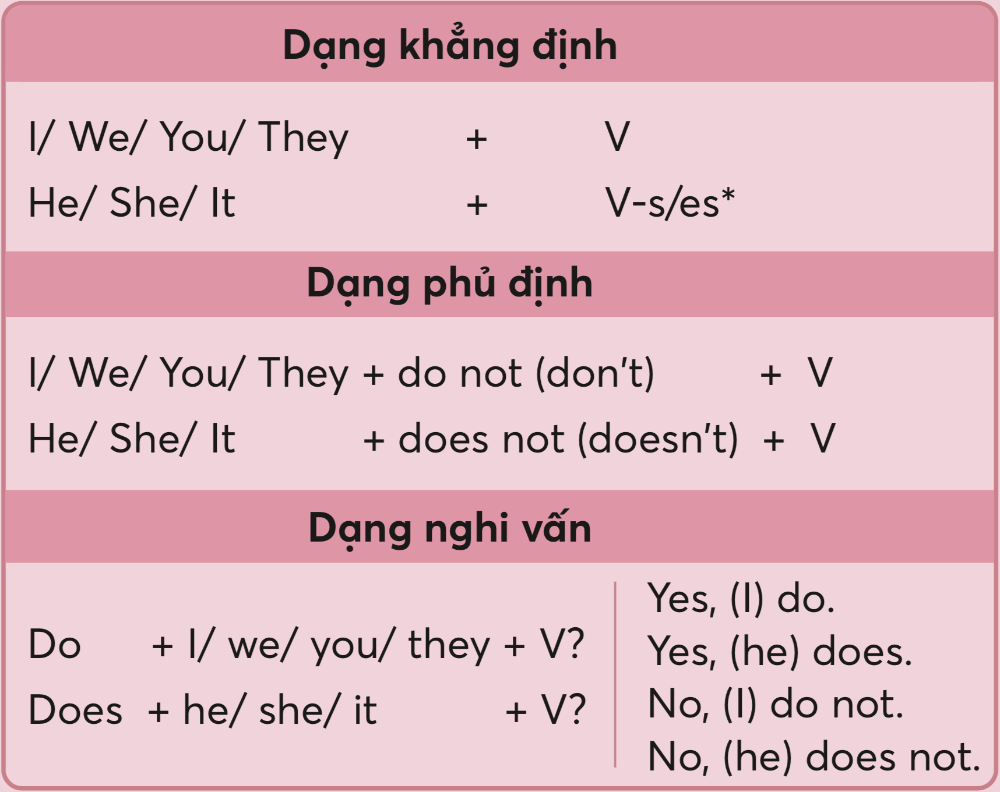 Dạng khẳng định
I/ We/ You/ They + V
He/ She/ It + V-s/es*
Dạng phủ định
I/ We/ You/ They + do not (don't) + V
He/ She/ It + does not (doesn't) + V
Dạng nghi vấn
Do + I/ we/ you/ they + V?
Does + he/ she/ it + V?
Yes, (I) do.
Yes, (he) does.
No, (I) do not.
No, (he) does not.